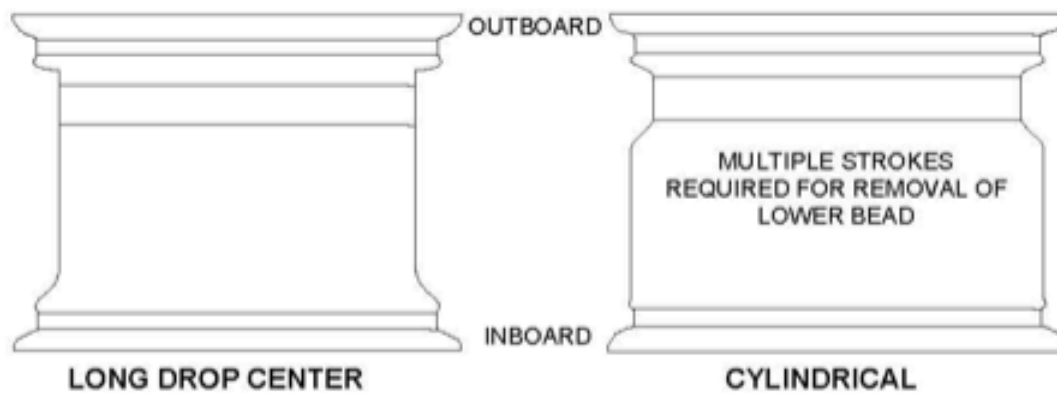 OUTBOARD
MULTIPLE STROKES
REQUIRED FOR REMOVAL OF
LOWER BEAD
INBOARD
LONG DROP CENTER
CYLINDRICAL